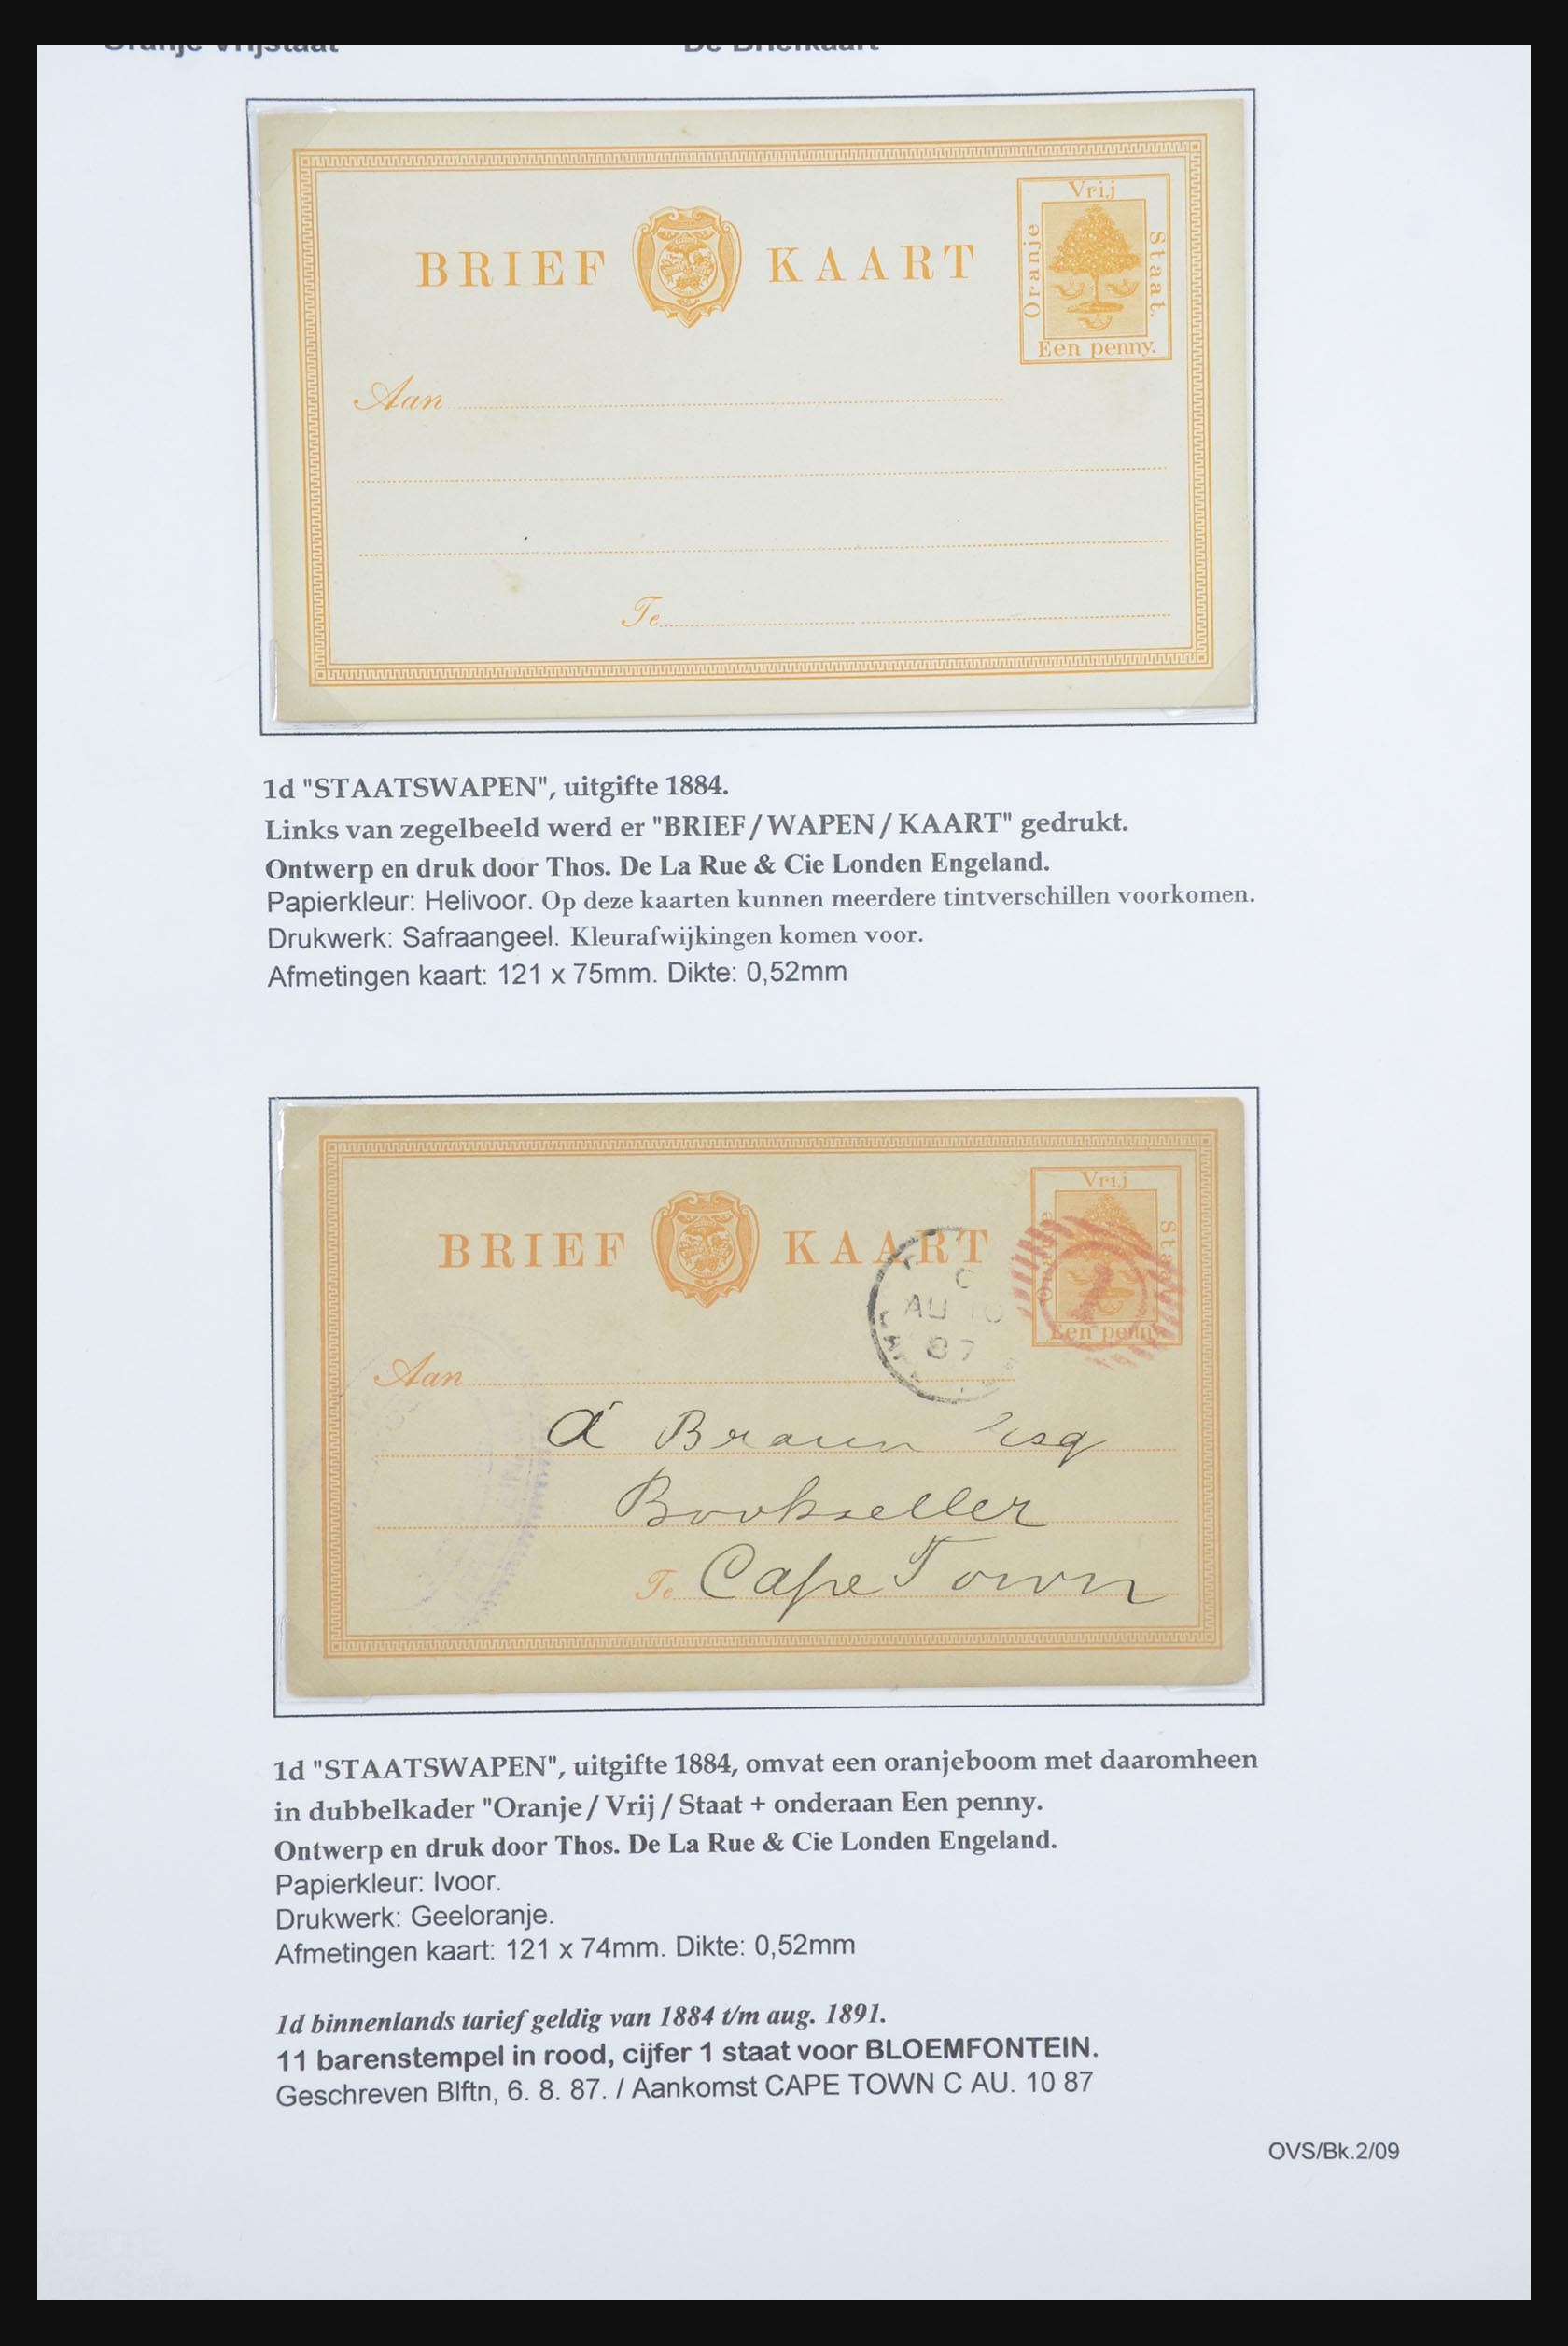 Oranje Vrijstaat De Briefkaart
BRIEF KAART
Vrij
Oranje
Staat.
Een penny.
Aan
Te
1d "STAATSWAPEN", uitgifte 1884.
Links van zegelbeeld werd er "BRIEF / WAPEN / KAART" gedrukt.
Ontwerp en druk door Thos. De La Rue & Cie Londen Engeland.
Papierkleur: Helivoor. Op deze kaarten kunnen meerdere tintverschillen voorkomen.
Drukwerk: Safraangeel. Kleurafwijkingen komen voor.
Afmetingen kaart: 121 x 75mm. Dikte: 0,52mm
BRIEF KAART
Vrij
Oranje
Staat
Een penny
1
C
AU 10
87
Aan
A Braun Esq
Bookseller
Te Cape Town
1d "STAATSWAPEN", uitgifte 1884, omvat een oranjeboom met daaromheen
in dubbelkader "Oranje / Vrij / Staat + onderaan Een penny.
Ontwerp en druk door Thos. De La Rue & Cie Londen Engeland.
Papierkleur: Ivoor.
Drukwerk: Geeloranje.
Afmetingen kaart: 121 x 74mm. Dikte: 0,52mm
1d binnenlands tarief geldig van 1884 t/m aug. 1891.
11 barenstempel in rood, cijfer 1 staat voor BLOEMFONTEIN.
Geschreven Blftn, 6. 8. 87. / Aankomst CAPE TOWN C AU. 10 87
OVS/Bk.2/09